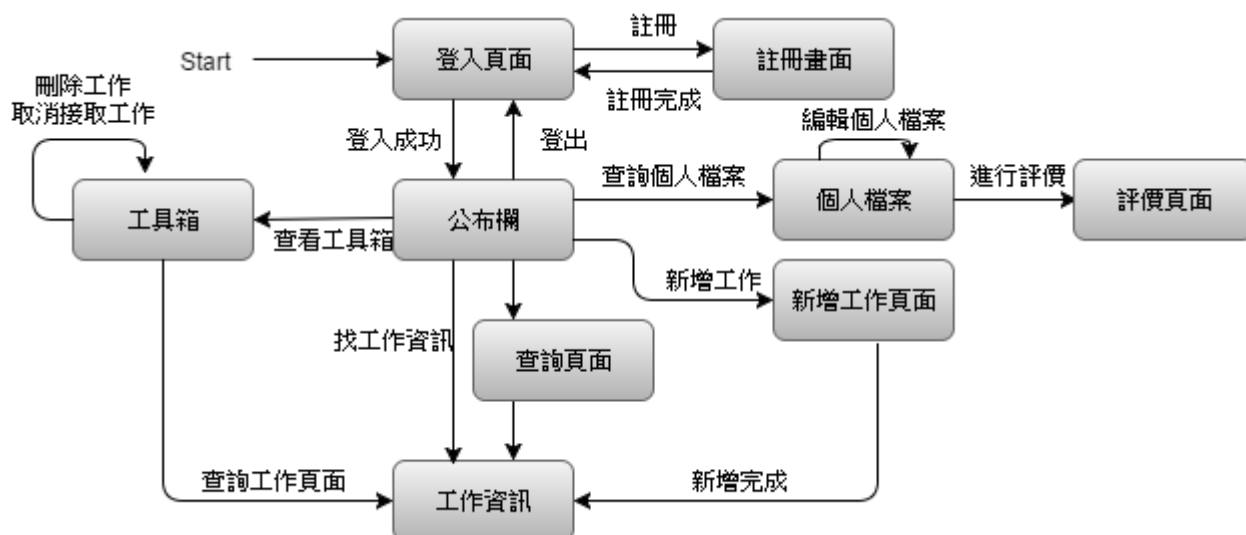 註冊
Start
登入頁面
註冊畫面
刪除工作
取消接取工作
註冊完成
編輯個人檔案
登入成功
登出
查詢個人檔案
進行評價
工具箱
公布欄
個人檔案
評價頁面
查看工具箱
新增工作
新增工作頁面
找工作資訊
查詢頁面
查詢工作頁面
工作資訊
新增完成